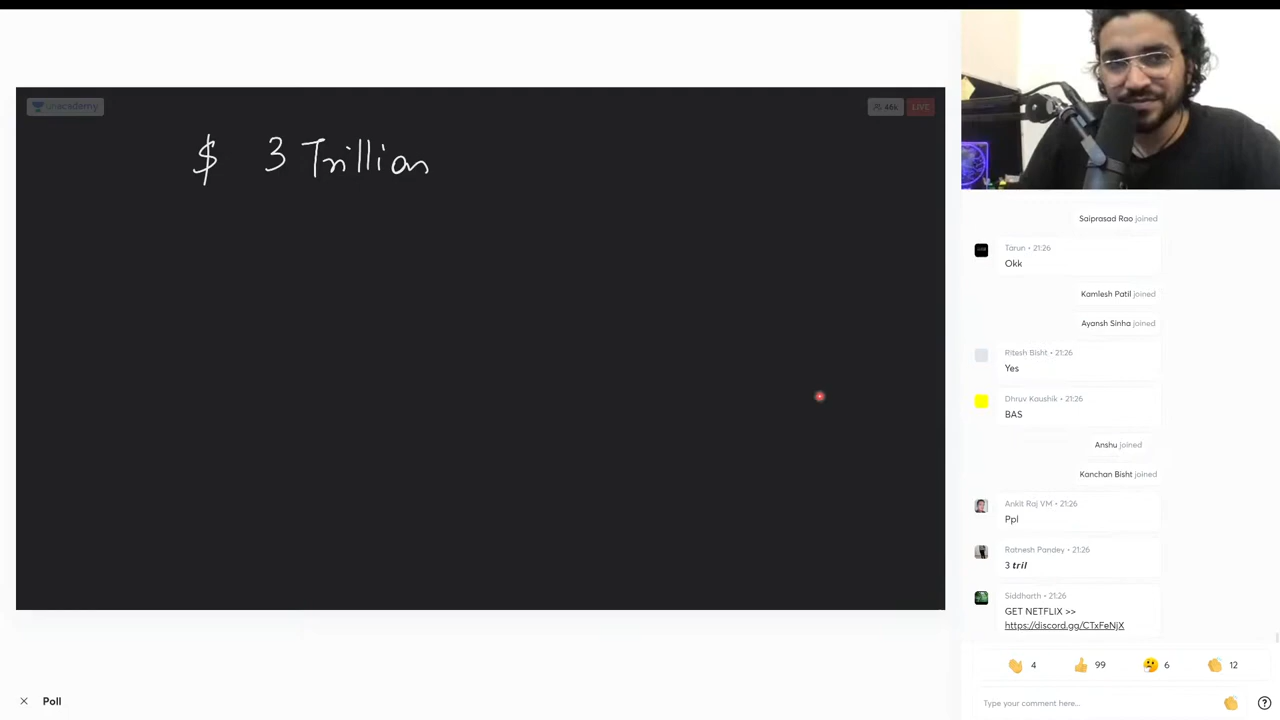 unacademy
46k
LIVE
$ 3 Trillion
Saiprasad Rao joined
Tarun • 21:26
Okk
Kamlesh Patil joined
Ayansh Sinha joined
Ritesh Bisht • 21:26
Yes
Dhruv Kaushik • 21:26
BAS
Anshu joined
Kanchan Bisht joined
Ankit Raj VM • 21:26
Ppl
Ratnesh Pandey • 21:26
3 tril
Siddharth • 21:26
GET NETFLIX >>
https://discord.gg/CTxFeNjX
4 99 6 12
Type your comment here...
Poll